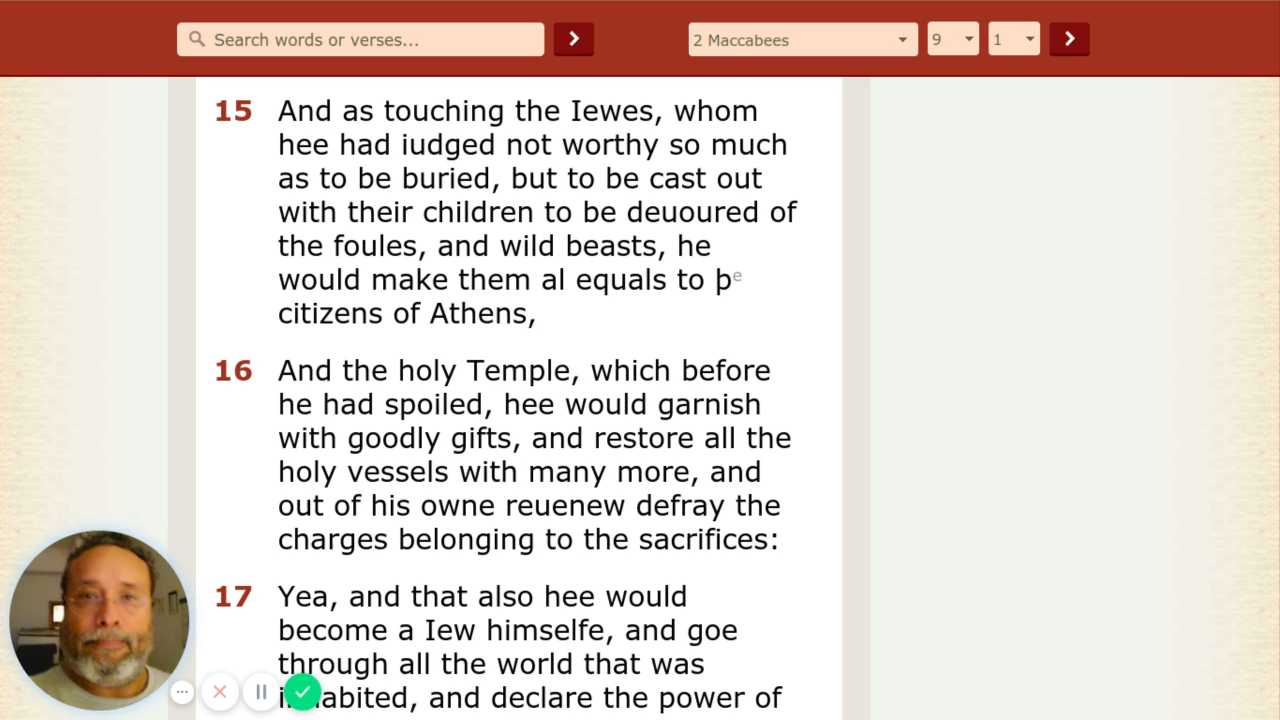 Search words or verses...
2 Maccabees
9
1
15 And as touching the Iewes, whom
hee had iudged not worthy so much
as to be buried, but to be cast out
with their children to be deuoured of
the foules, and wild beasts, he
would make them al equals to þe
citizens of Athens,
16 And the holy Temple, which before
he had spoiled, hee would garnish
with goodly gifts, and restore all the
holy vessels with many more, and
out of his owne reuenew defray the
charges belonging to the sacrifices:
17 Yea, and that also hee would
become a Iew himselfe, and goe
through all the world that was
and declare the power of